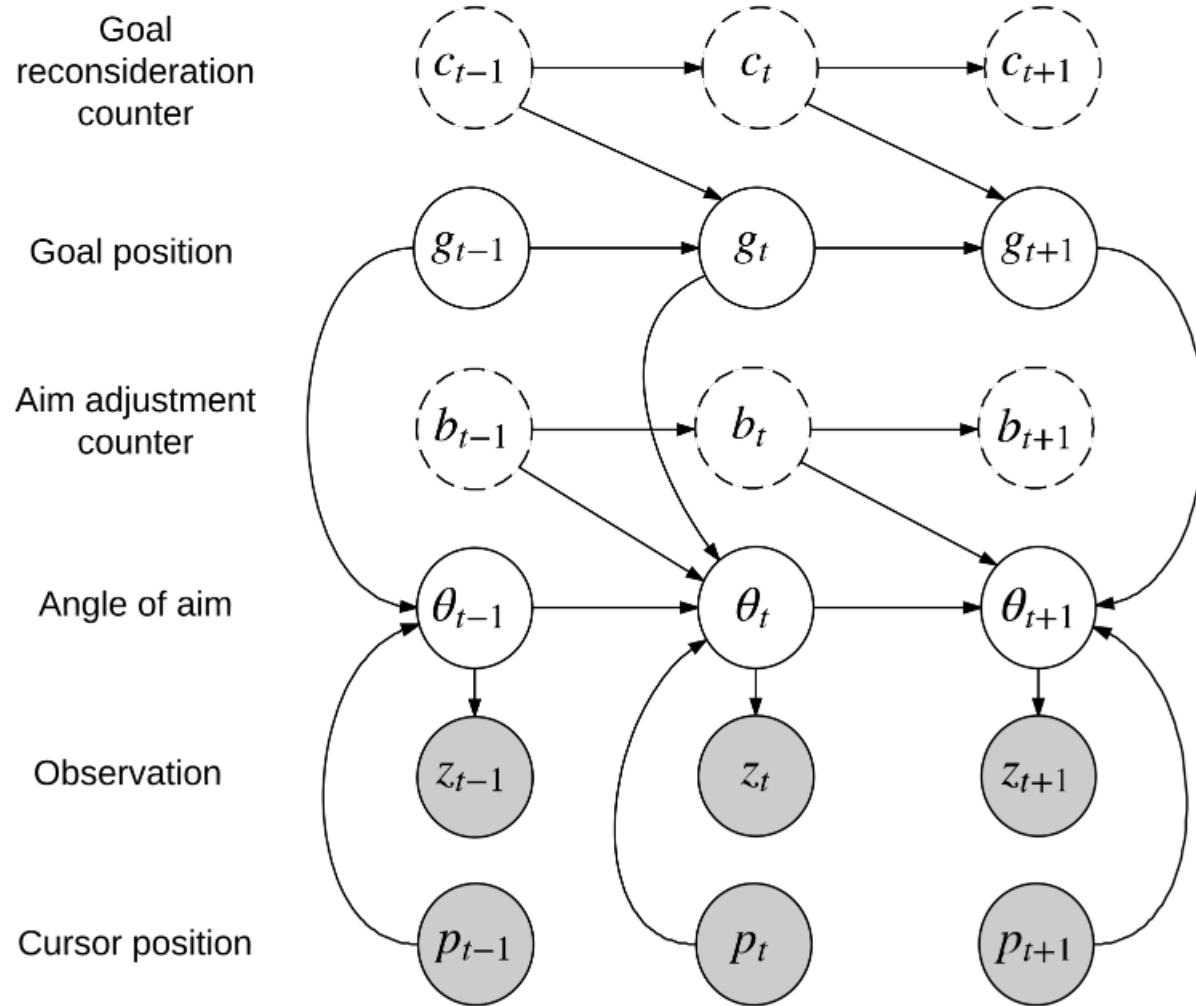 Goal
reconsideration
counter
c_{t−1} c_t c_{t+1}
Goal position
g_{t−1} g_t g_{t+1}
Aim adjustment
counter
b_{t−1} b_t b_{t+1}
Angle of aim
θ_{t−1} θ_t θ_{t+1}
Observation
z_{t−1} z_t z_{t+1}
Cursor position
p_{t−1} p_t p_{t+1}